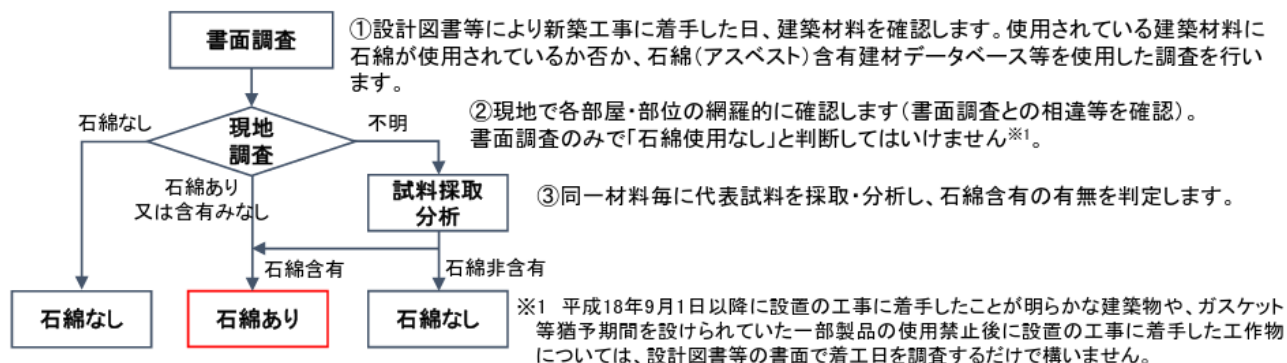 書面調査
①設計図書等により新築工事に着手した日、建築材料を確認します。使用されている建築材料に
石綿が使用されているか否か、石綿(アスベスト)含有建材データベース等を使用した調査を行い
ます。
石綿なし
現地
調査
不明
②現地で各部屋・部位の網羅的に確認します(書面調査との相違等を確認)。
書面調査のみで「石綿使用なし」と判断してはいけません※1。
石綿あり
又は含有みなし
試料採取
分析
③同一材料毎に代表試料を採取・分析し、石綿含有の有無を判定します。
石綿含有
石綿非含有
石綿なし
石綿あり
石綿なし
※1 平成18年9月1日以降に設置の工事に着手したことが明らかな建築物や、ガスケット
等猶予期間を設けられていた一部製品の使用禁止後に設置の工事に着手した工作物
については、設計図書等の書面で着工日を調査するだけで構いません。